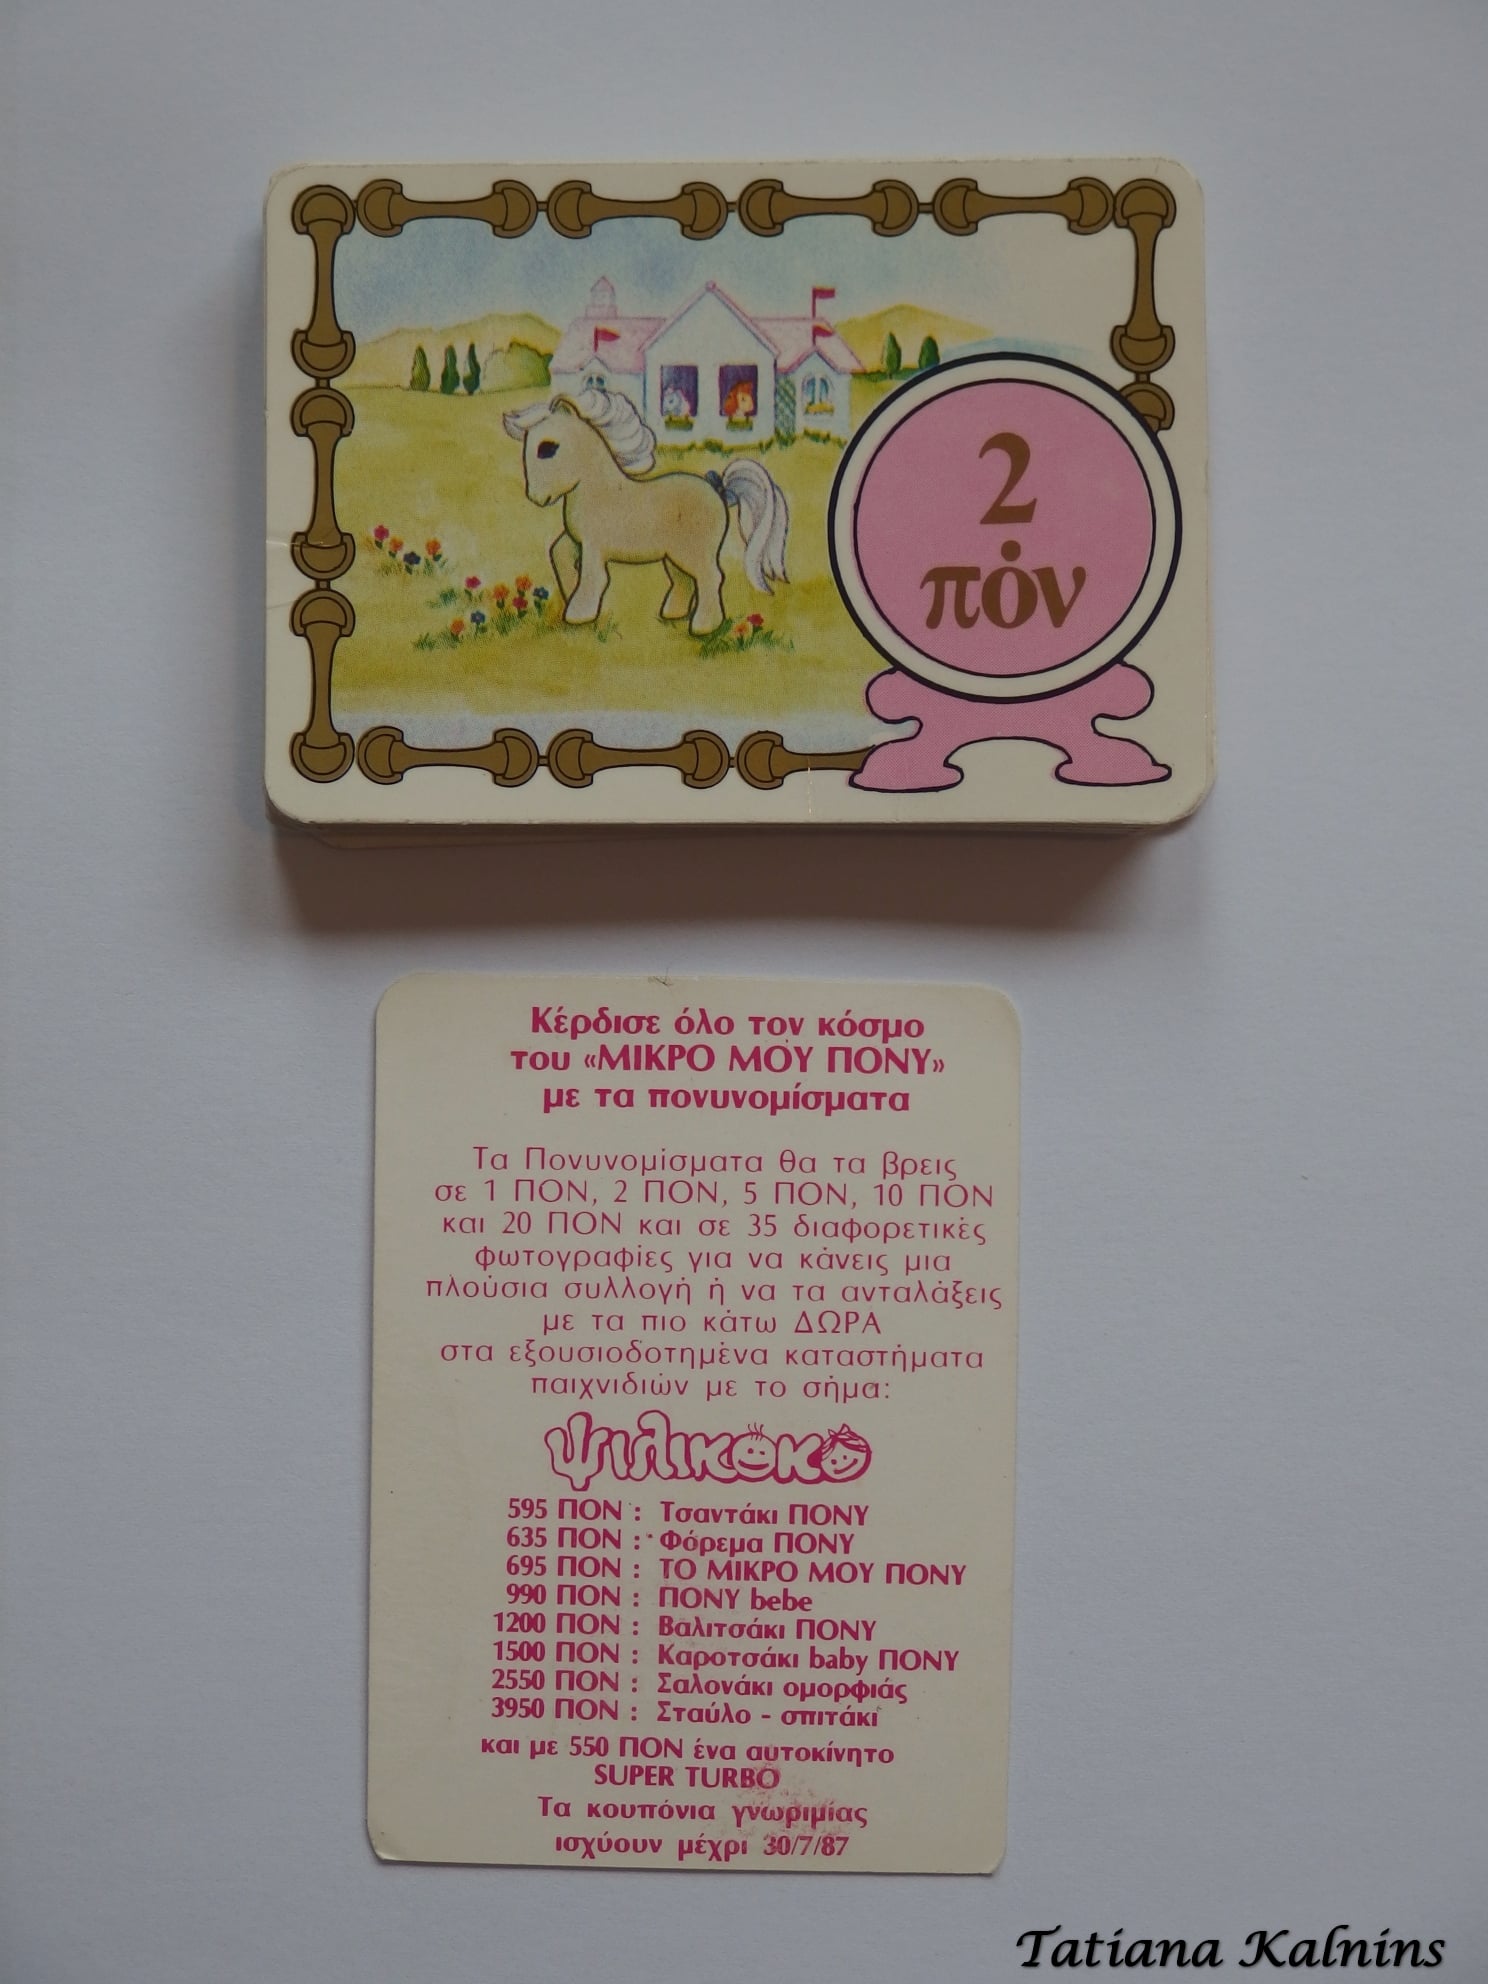 2
πόν
Κέρδισε όλο τον κόσμο
του «ΜΙΚΡΟ ΜΟΥ ΠΟΝΥ»
με τα πονυνομίσματα
Τα Πονυνομίσματα θα τα βρεις
σε 1 ΠΟΝ, 2 ΠΟΝ, 5 ΠΟΝ, 10 ΠΟΝ
και 20 ΠΟΝ και σε 35 διαφορετικές
φωτογραφίες για να κάνεις μια
πλούσια συλλογή ή να τα ανταλάξεις
με τα πιο κάτω ΔΩΡΑ
στα εξουσιοδοτημένα καταστήματα
παιχνιδιών με το σήμα:
ψιλικοκο
595 ΠΟΝ : Τσαντάκι ΠΟΝΥ
635 ΠΟΝ : Φόρεμα ΠΟΝΥ
695 ΠΟΝ : ΤΟ ΜΙΚΡΟ ΜΟΥ ΠΟΝΥ
990 ΠΟΝ : ΠΟΝΥ bebe
1200 ΠΟΝ : Βαλιτσάκι ΠΟΝΥ
1500 ΠΟΝ : Καροτσάκι baby ΠΟΝΥ
2550 ΠΟΝ : Σαλονάκι ομορφιάς
3950 ΠΟΝ : Σταύλο - σπιτάκι
και με 550 ΠΟΝ ένα αυτοκίνητο
SUPER TURBO
Τα κουπόνια γνωριμίας
ισχύουν μέχρι 30/7/87
Tatiana Kalnins